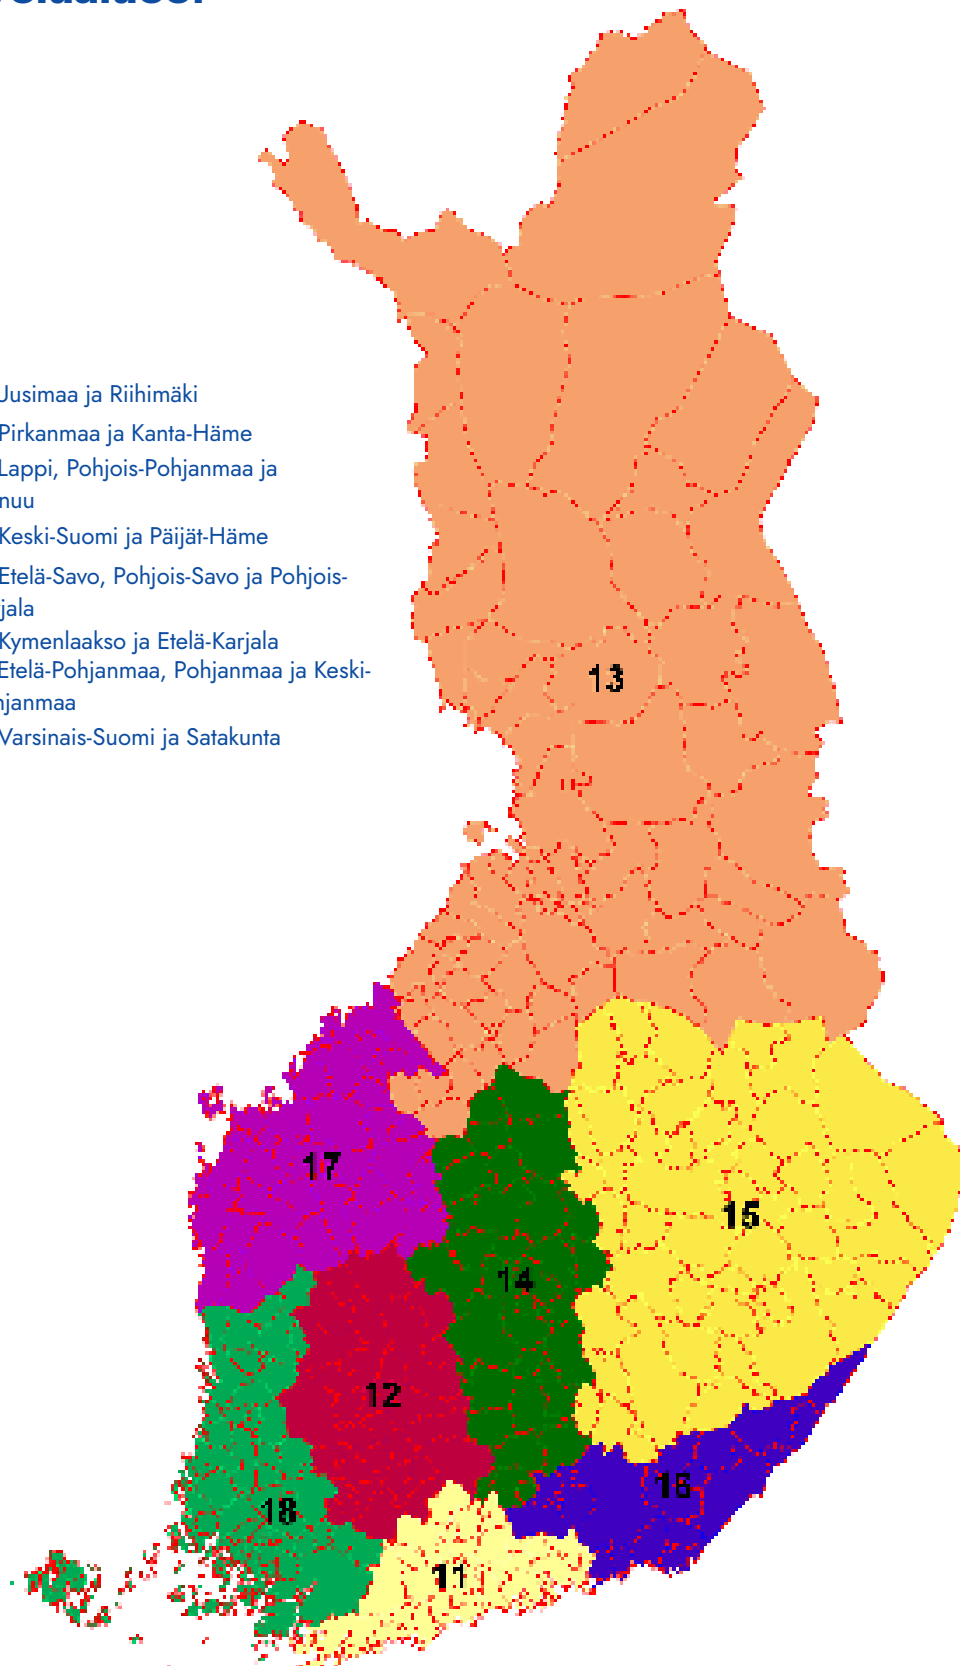 Uusimaa ja Riihimäki
Pirkanmaa ja Kanta-Häme
Lappi, Pohjois-Pohjanmaa ja
nuu
Keski-Suomi ja Päijät-Häme
Etelä-Savo, Pohjois-Savo ja Pohjois-
jala
Kymenlaakso ja Etelä-Karjala
Etelä-Pohjanmaa, Pohjanmaa ja Keski-
janmaa
Varsinais-Suomi ja Satakunta
13
17
15
14
12
16
18
11